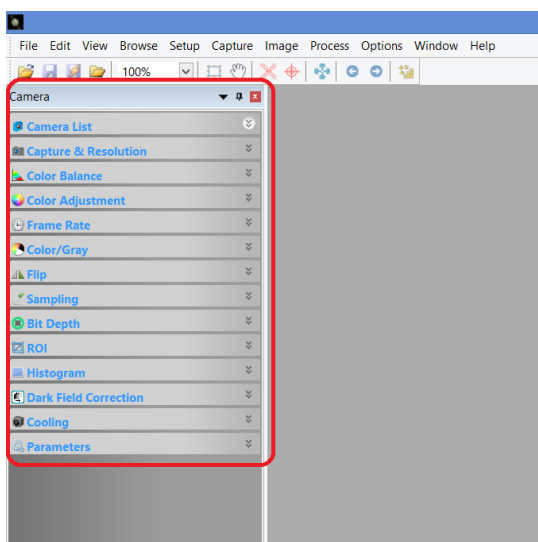 File Edit View Browse Setup Capture Image Process Options Window Help
100%
Camera
Camera List
Capture & Resolution
Color Balance
Color Adjustment
Frame Rate
Color/Gray
Flip
Sampling
Bit Depth
ROI
Histogram
Dark Field Correction
Cooling
Parameters